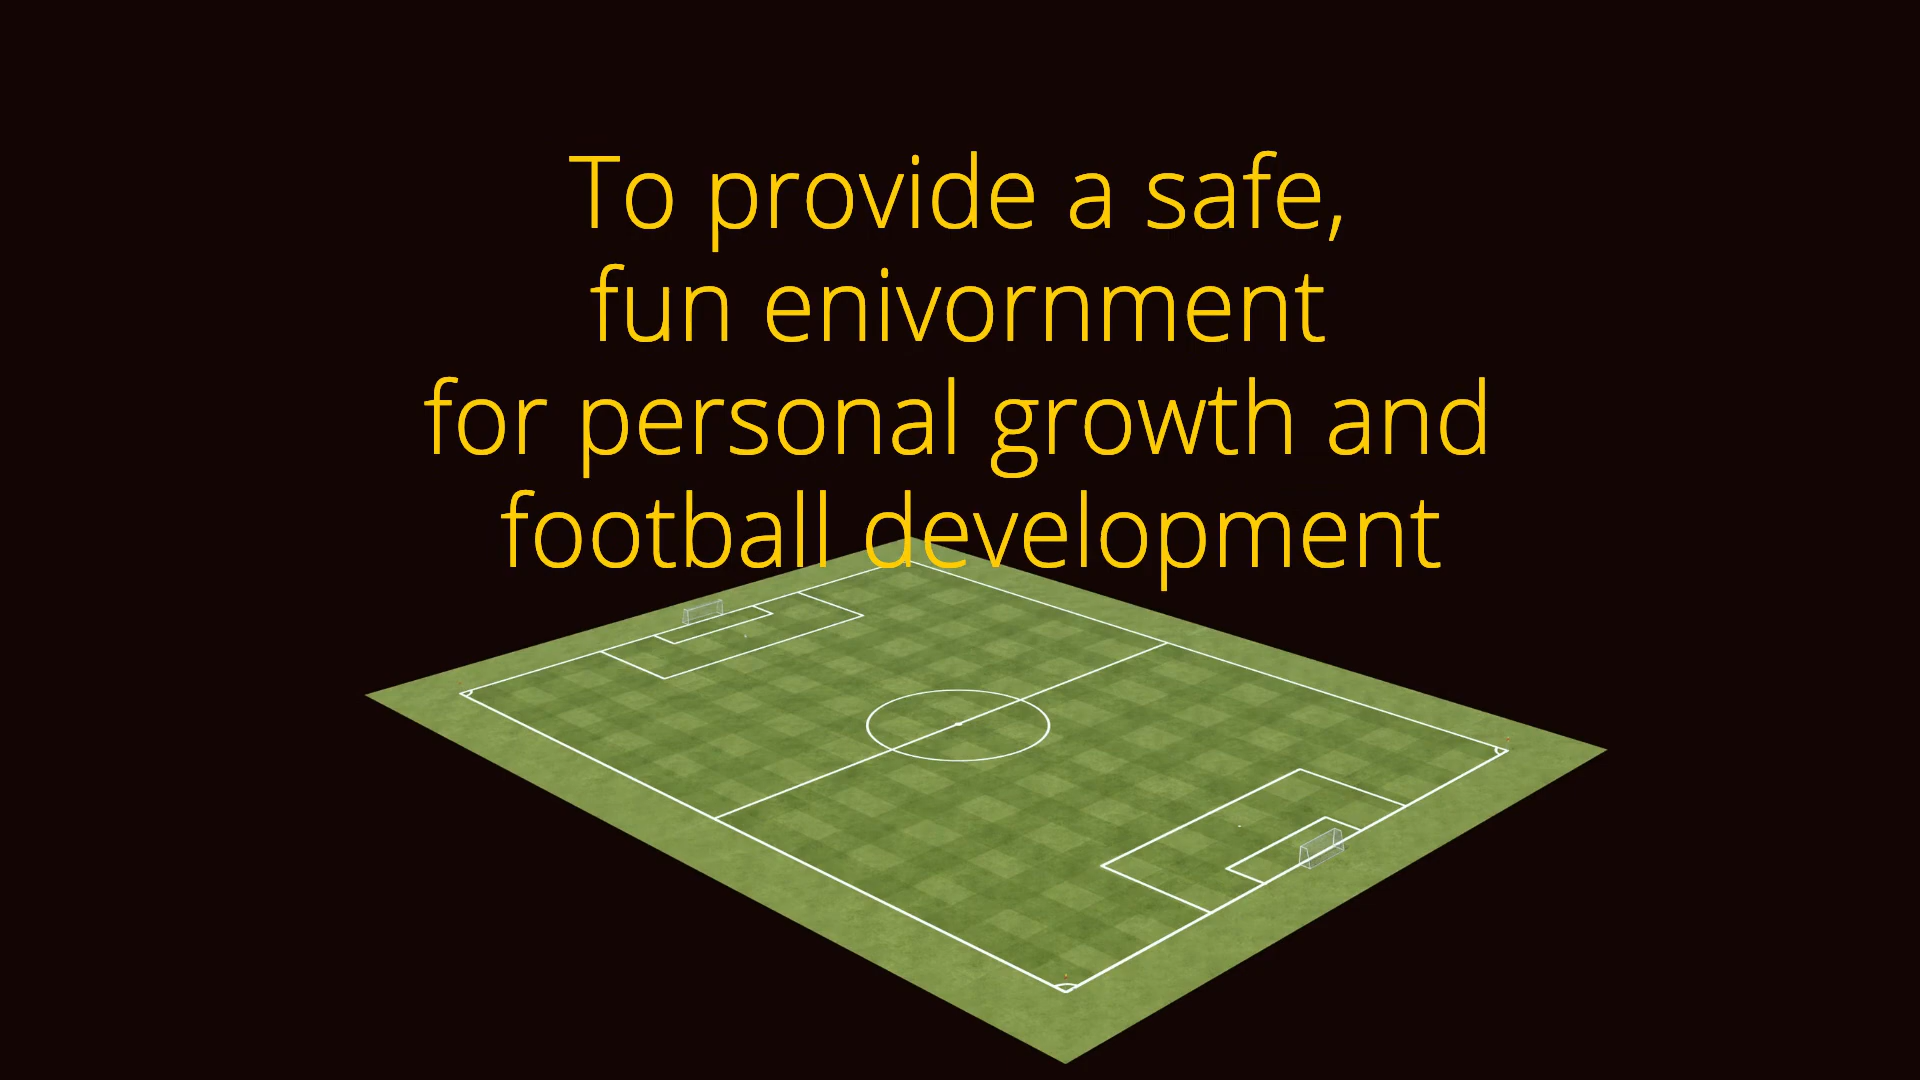 To provide a safe,
fun enivornment
for personal growth and
football development